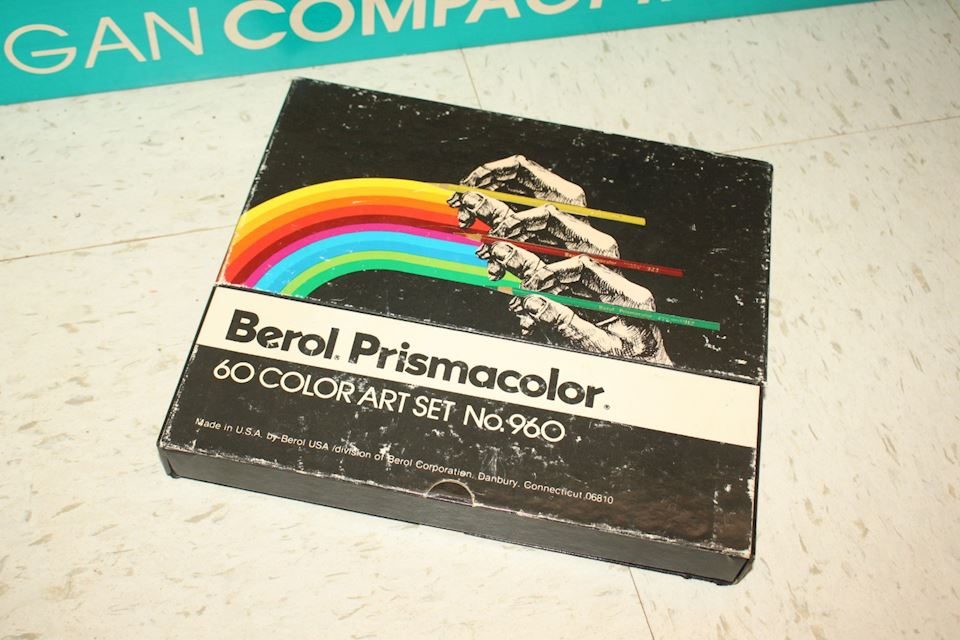 GAN COMPACT
Berol® Prismacolor®
60 COLOR ART SET No. 960
Made in U.S.A. by Berol USA /division of Berol Corporation, Danbury, Connecticut 06810